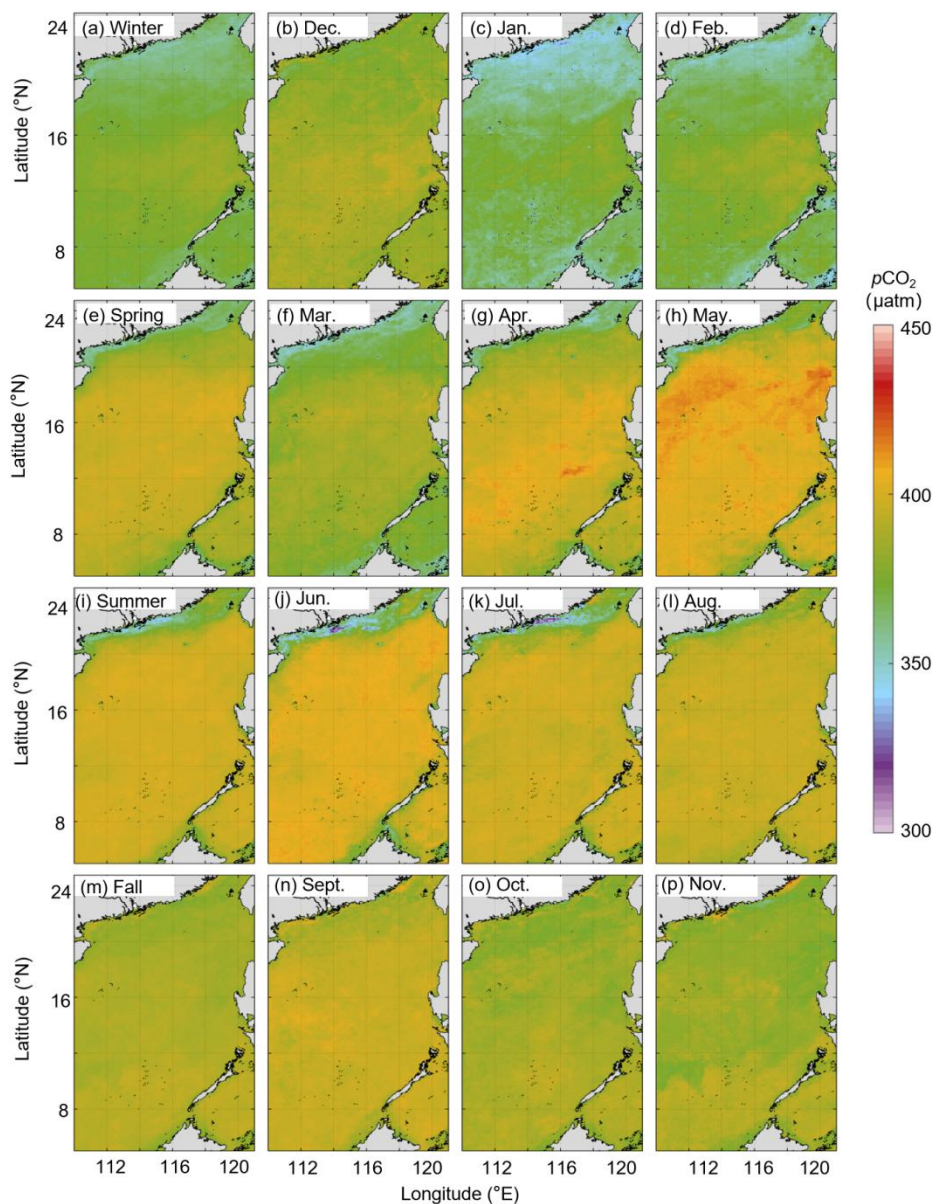 (a) Winter (b) Dec. (c) Jan. (d) Feb.
24
16
8
Latitude (°N)
(e) Spring (f) Mar. (g) Apr. (h) May.
24
16
8
Latitude (°N)
(i) Summer (j) Jun. (k) Jul. (l) Aug.
24
16
8
Latitude (°N)
(m) Fall (n) Sept. (o) Oct. (p) Nov.
24
16
8
Latitude (°N)
112 116 120 112 116 120 112 116 120 112 116 120
Longitude (°E)
pCO₂
(µatm)
450
400
350
300